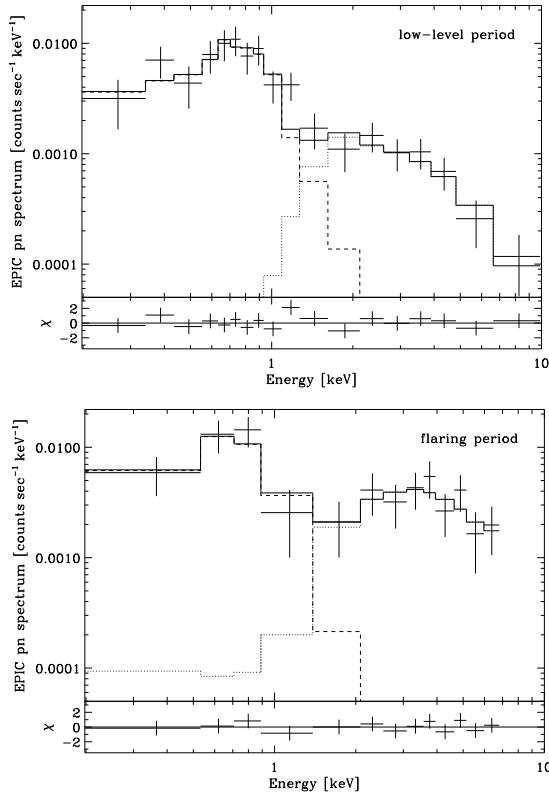 low-level period
EPIC pn spectrum [counts sec⁻¹ keV⁻¹]
0.0100
0.0010
0.0001
χ
2
0
−2
1
10
Energy [keV]
flaring period
EPIC pn spectrum [counts sec⁻¹ keV⁻¹]
0.0100
0.0010
0.0001
χ
2
0
−2
1
10
Energy [keV]